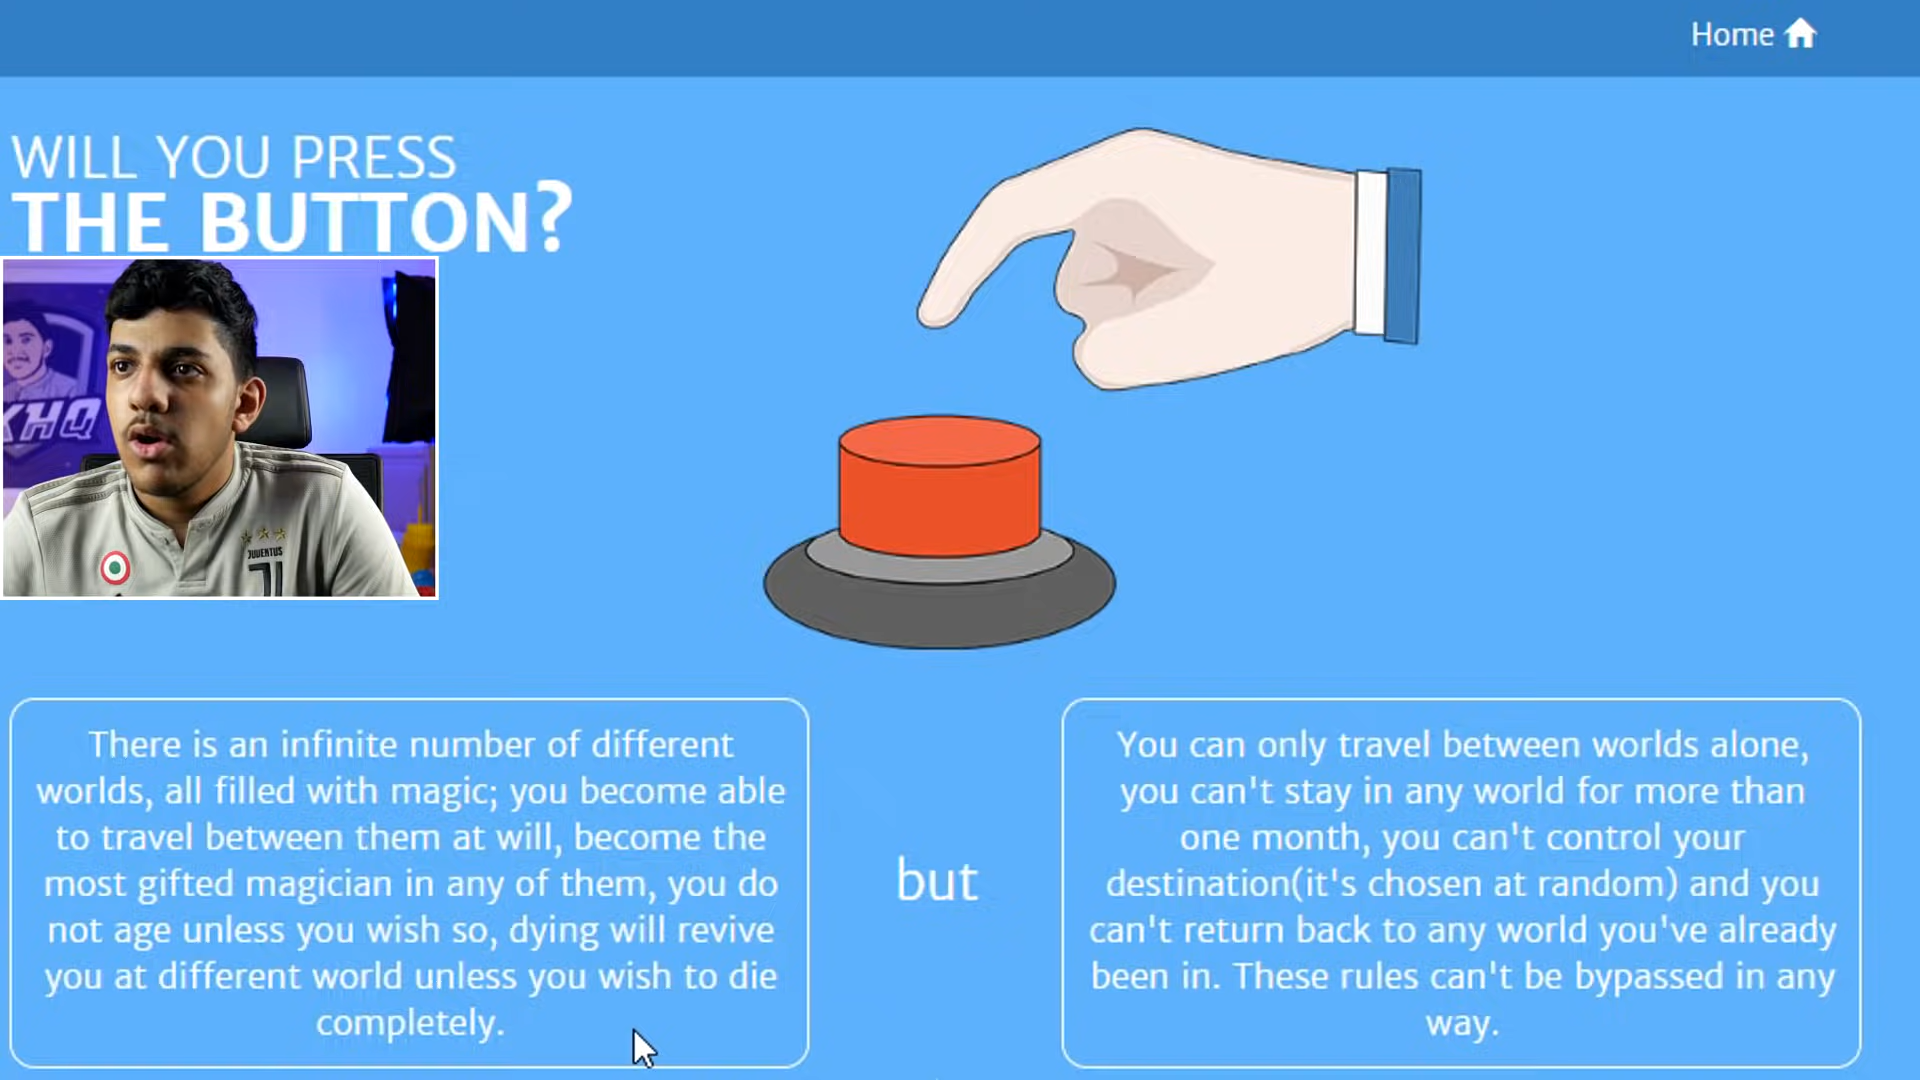 Home
WILL YOU PRESS
THE BUTTON?
KHQ
JUVENTUS
There is an infinite number of different
worlds, all filled with magic; you become able
to travel between them at will, become the
most gifted magician in any of them, you do
not age unless you wish so, dying will revive
you at different world unless you wish to die
completely.
but
You can only travel between worlds alone,
you can't stay in any world for more than
one month, you can't control your
destination(it's chosen at random) and you
can't return back to any world you've already
been in. These rules can't be bypassed in any
way.